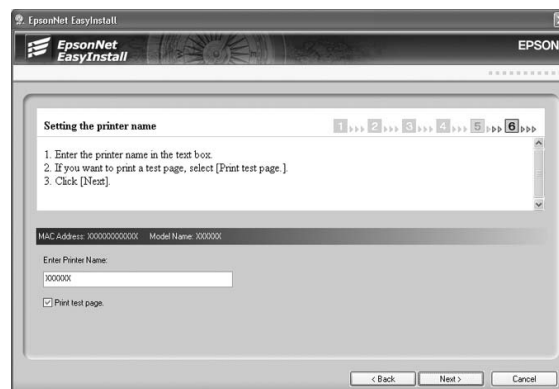 EpsonNet EasyInstall
EpsonNet
EasyInstall
EPSON
Setting the printer name
1 2 3 4 5 6
1. Enter the printer name in the text box.
2. If you want to print a test page, select [Print test page.].
3. Click [Next].
MAC Address: XXXXXXXXXXXX Model Name: XXXXXX
Enter Printer Name:
XXXXXX
Print test page.
< Back Next > Cancel